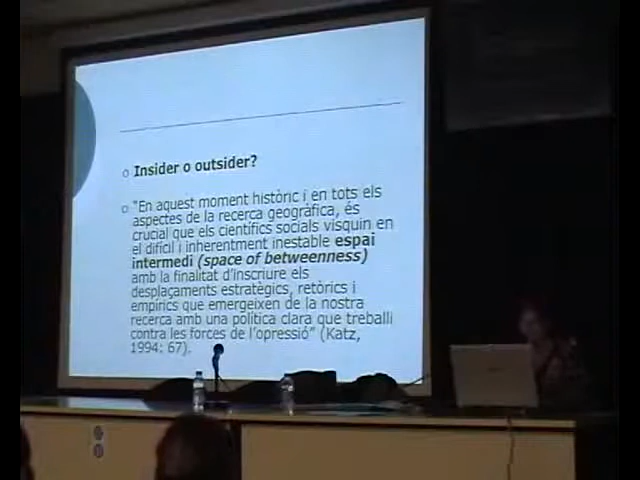 Insider o outsider?
"En aquest moment històric i en tots els
aspectes de la recerca geogràfica, és
crucial que els científics socials visquin en
el difícil i inherentment inestable espai
intermedi (space of betweenness)
amb la finalitat d'inscriure els
desplaçaments estratègics, retòrics i
empírics que emergeixen de la nostra
recerca amb una política clara que treballi
contra les forces de l'opressió" (Katz,
1994: 67).